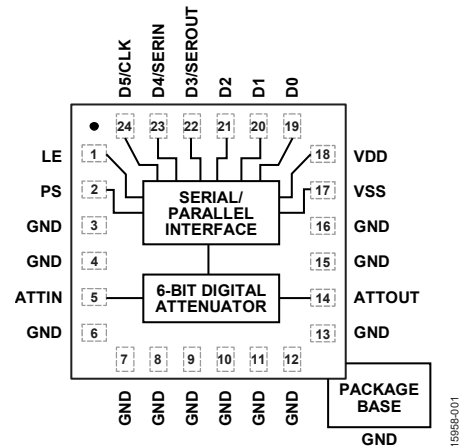 D5/CLK
D4/SERIN
D3/SEROUT
D2
D1
D0
24 23 22 21 20 19
LE 1 18 VDD
PS 2 17 VSS
SERIAL/
PARALLEL
INTERFACE
GND 3 16 GND
GND 4 15 GND
6-BIT DIGITAL
ATTENUATOR
ATTIN 5 14 ATTOUT
GND 6 13 GND
7 8 9 10 11 12
GND GND GND GND GND GND
PACKAGE
BASE
GND
15958-001